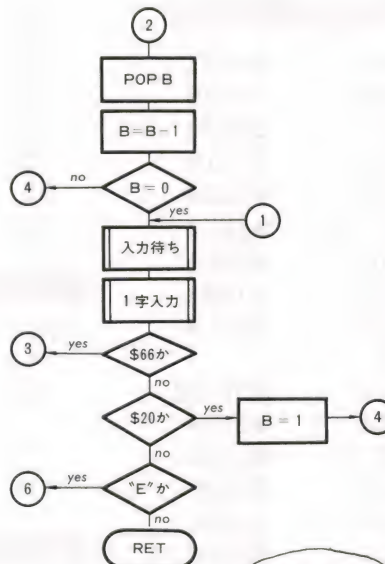 2
POP B
B=B-1
B=0
no
4
yes
1
入力待ち
1字入力
$66か
yes
3
no
$20か
yes
B = 1
4
no
"E"か
yes
6
no
RET